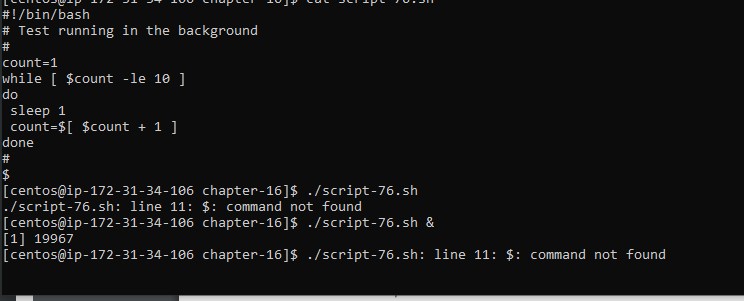 [centos@ip-172-31-34-106 chapter-16]$ cat script-76.sh
#!/bin/bash
# Test running in the background
#
count=1
while [ $count -le 10 ]
do
 sleep 1
 count=$[ $count + 1 ]
done
#
$
[centos@ip-172-31-34-106 chapter-16]$ ./script-76.sh
./script-76.sh: line 11: $: command not found
[centos@ip-172-31-34-106 chapter-16]$ ./script-76.sh &
[1] 19967
[centos@ip-172-31-34-106 chapter-16]$ ./script-76.sh: line 11: $: command not found